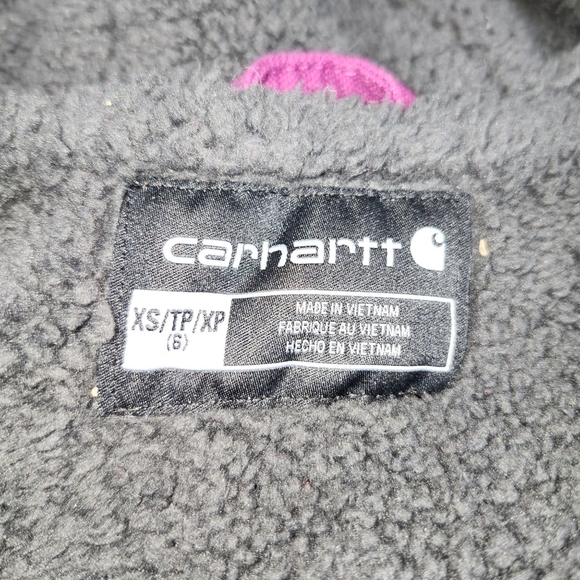 carhartt
XS/TP/XP
(6)
MADE IN VIETNAM
FABRIQUE AU VIETNAM
HECHO EN VIETNAM